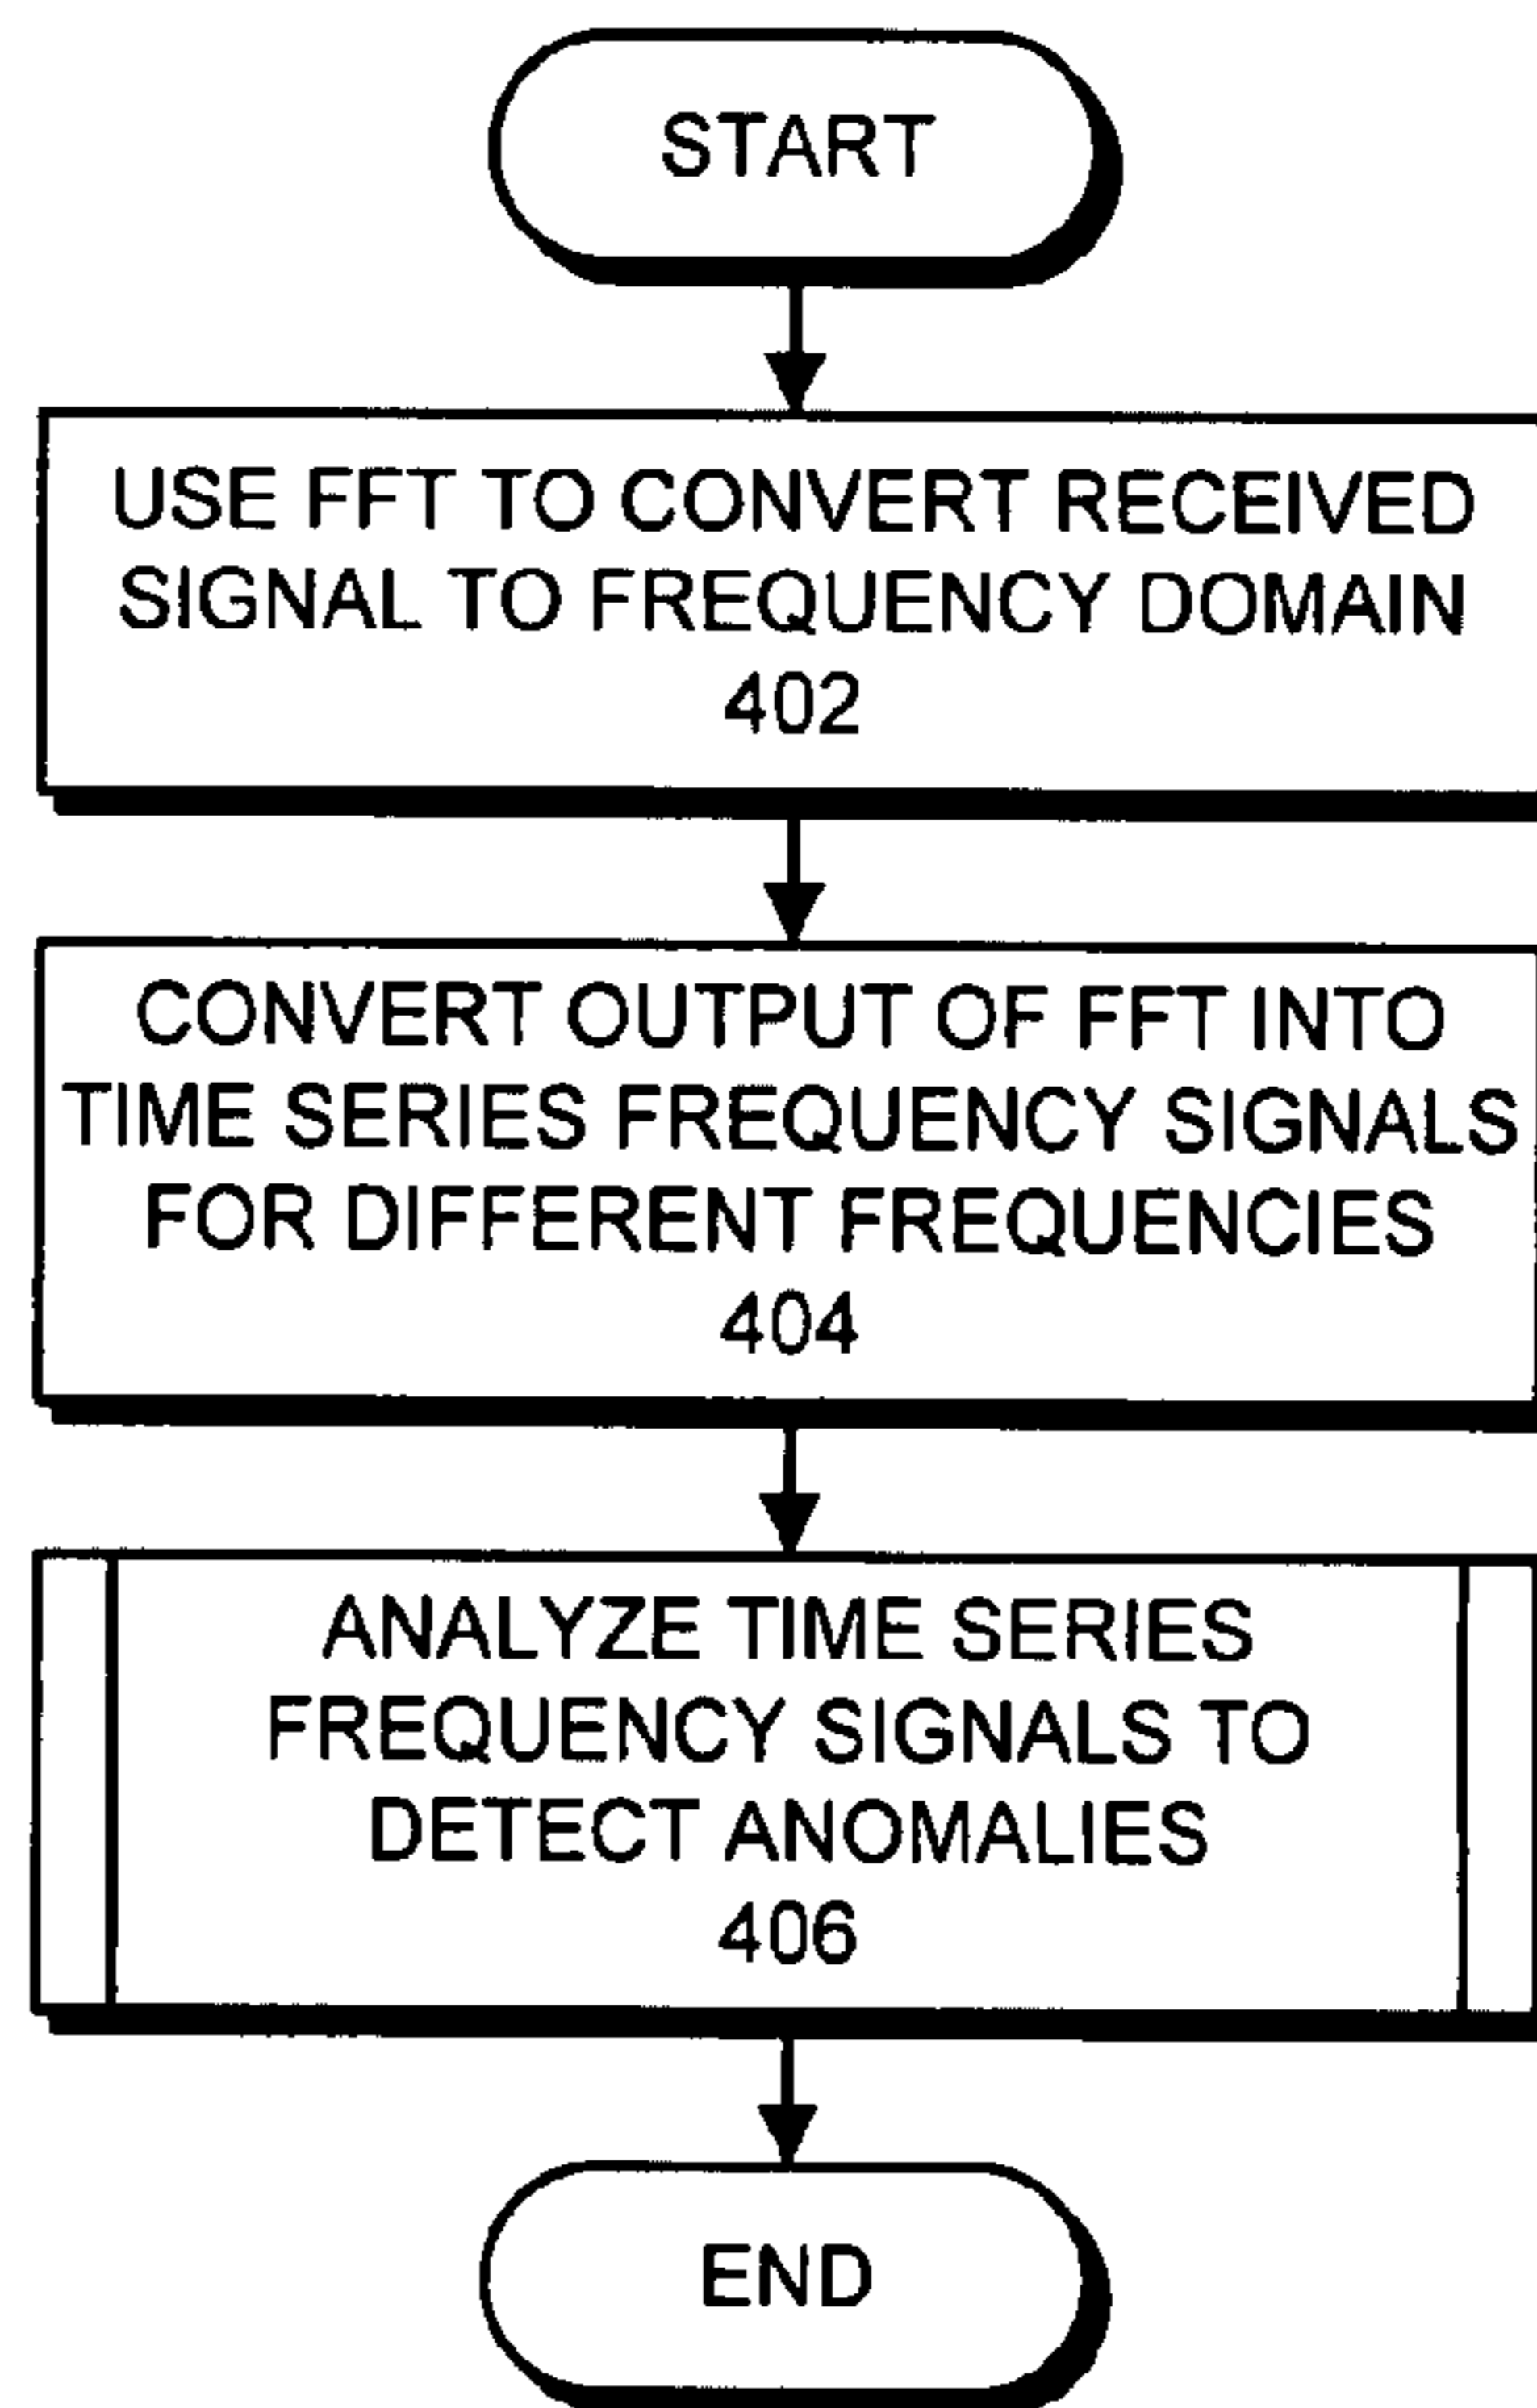 START
USE FFT TO CONVERT RECEIVED
SIGNAL TO FREQUENCY DOMAIN
402
CONVERT OUTPUT OF FFT INTO
TIME SERIES FREQUENCY SIGNALS
FOR DIFFERENT FREQUENCIES
404
ANALYZE TIME SERIES
FREQUENCY SIGNALS TO
DETECT ANOMALIES
406
END